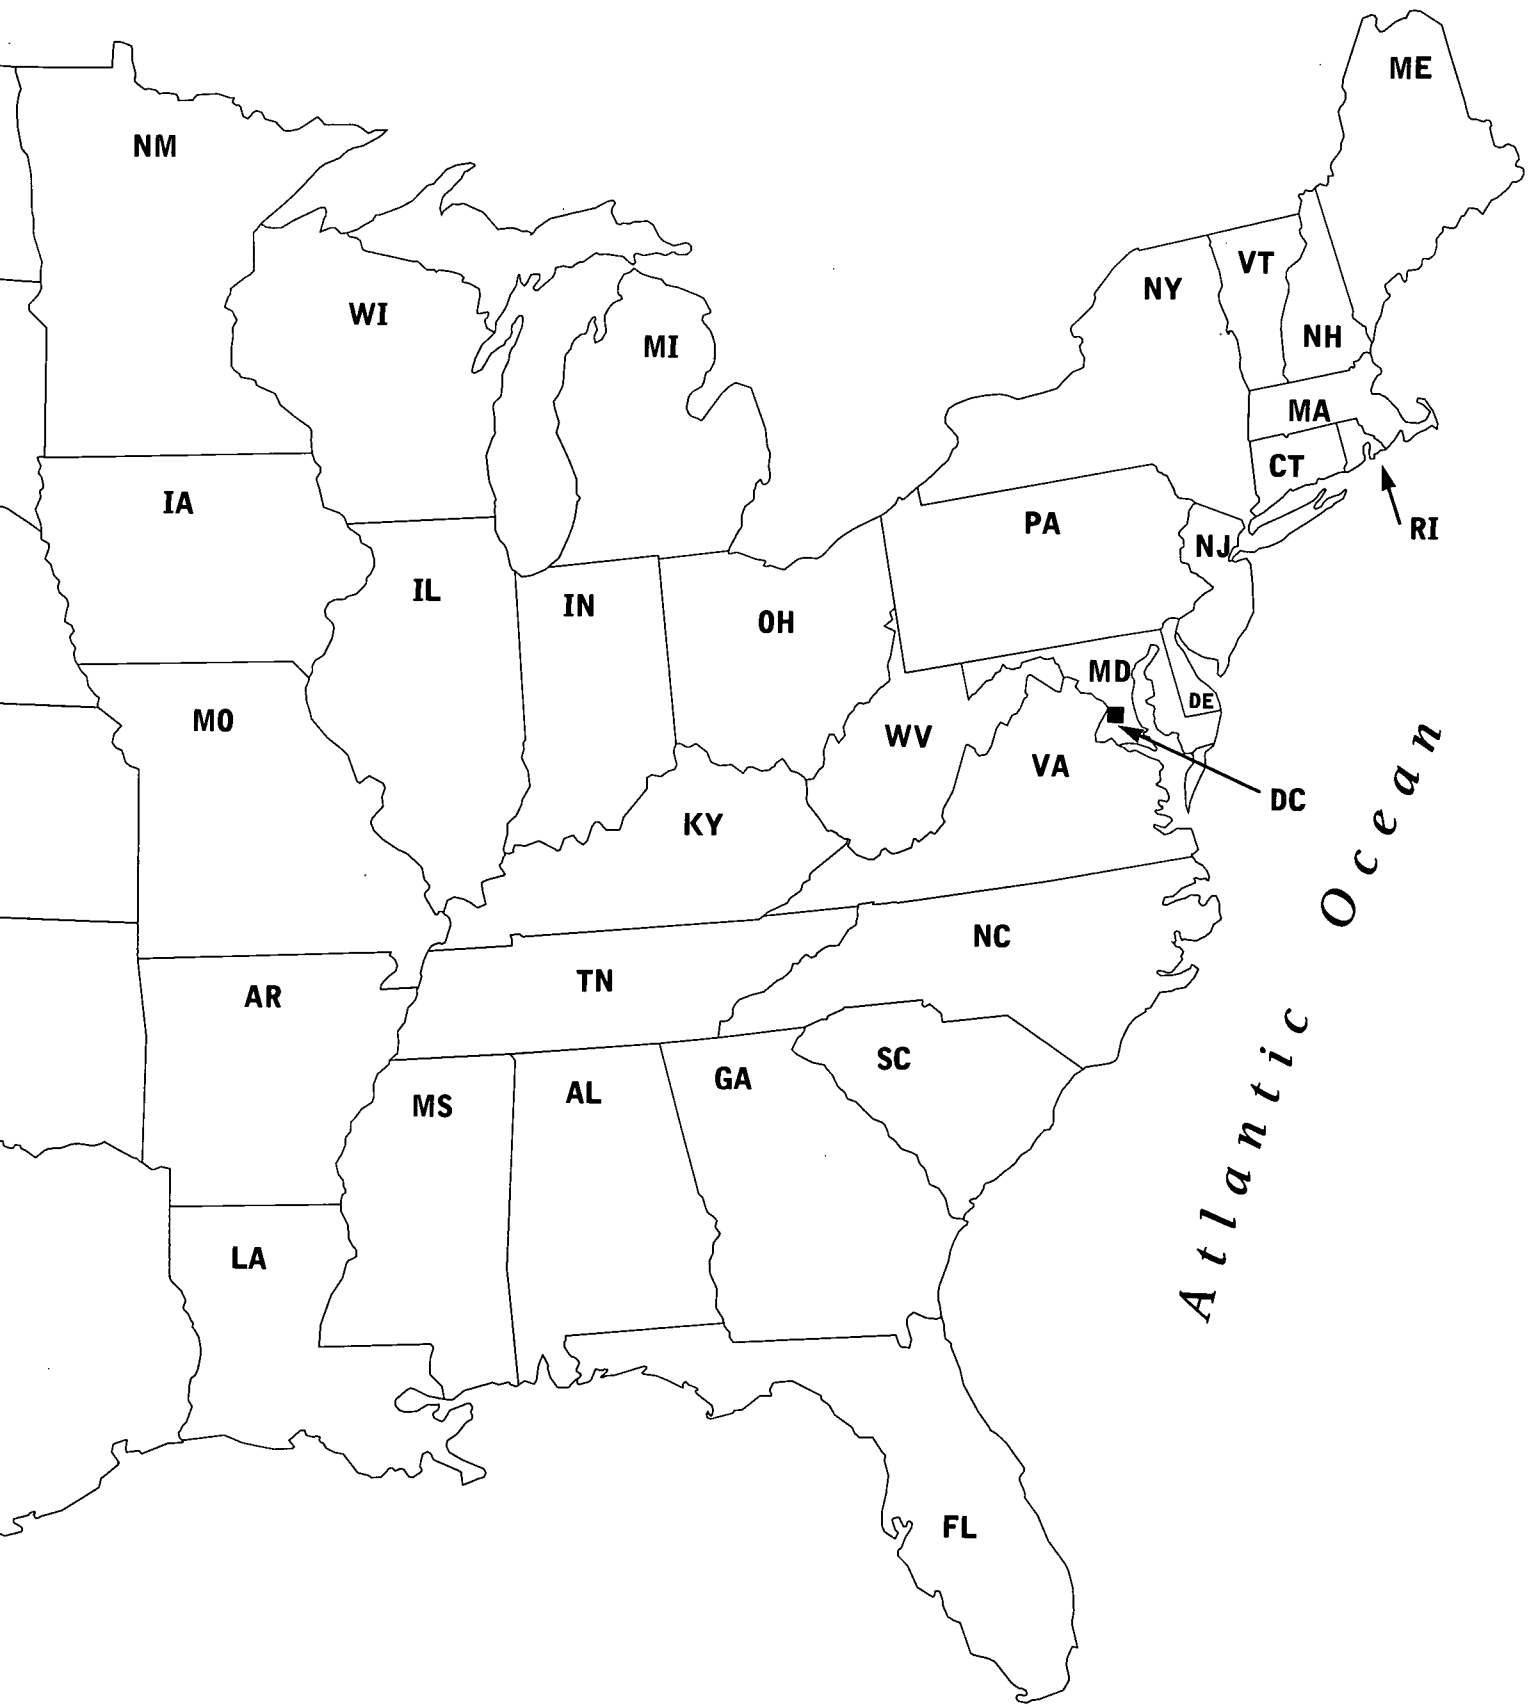 ME
NM
VT
NY
WI
NH
MI
MA
CT
IA
PA
RI
NJ
IL
IN
OH
MD
DE
MO
WV
VA
DC
KY
NC
TN
AR
SC
GA
AL
MS
LA
FL
Atlantic Ocean